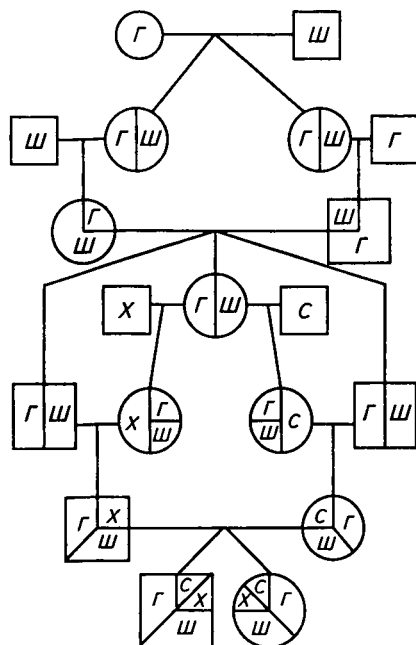 Г Ш
Ш Г Ш Г Ш Г
Г Ш Ш Г
Х Г Ш С
Г Ш Х Г Ш Г Ш С Г Ш
Г Х Ш С Г Ш
Г С Х Ш Х С Г Ш